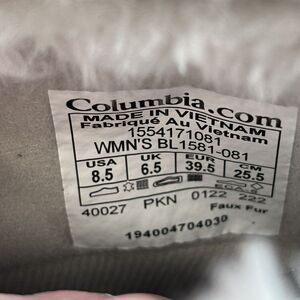 Columbia.com
MADE IN VIETNAM
Fabriqué Au Vietnam
1554171081
WMN'S BL1581-081
USA UK EUR CM
8.5 6.5 39.5 25.5
40027 PKN 0122 222
Faux Fur
194004704030